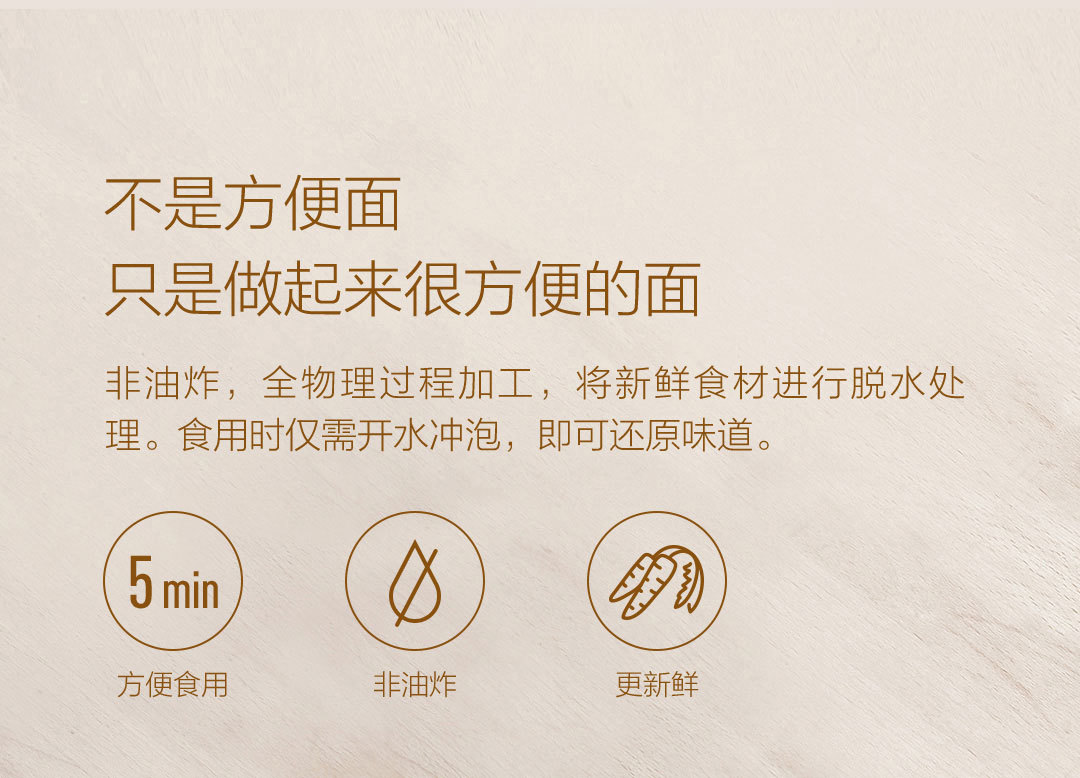 不是方便面
只是做起来很方便的面
非油炸，全物理过程加工，将新鲜食材进行脱水处
理。食用时仅需开水冲泡，即可还原味道。
5 min
方便食用
非油炸
更新鲜